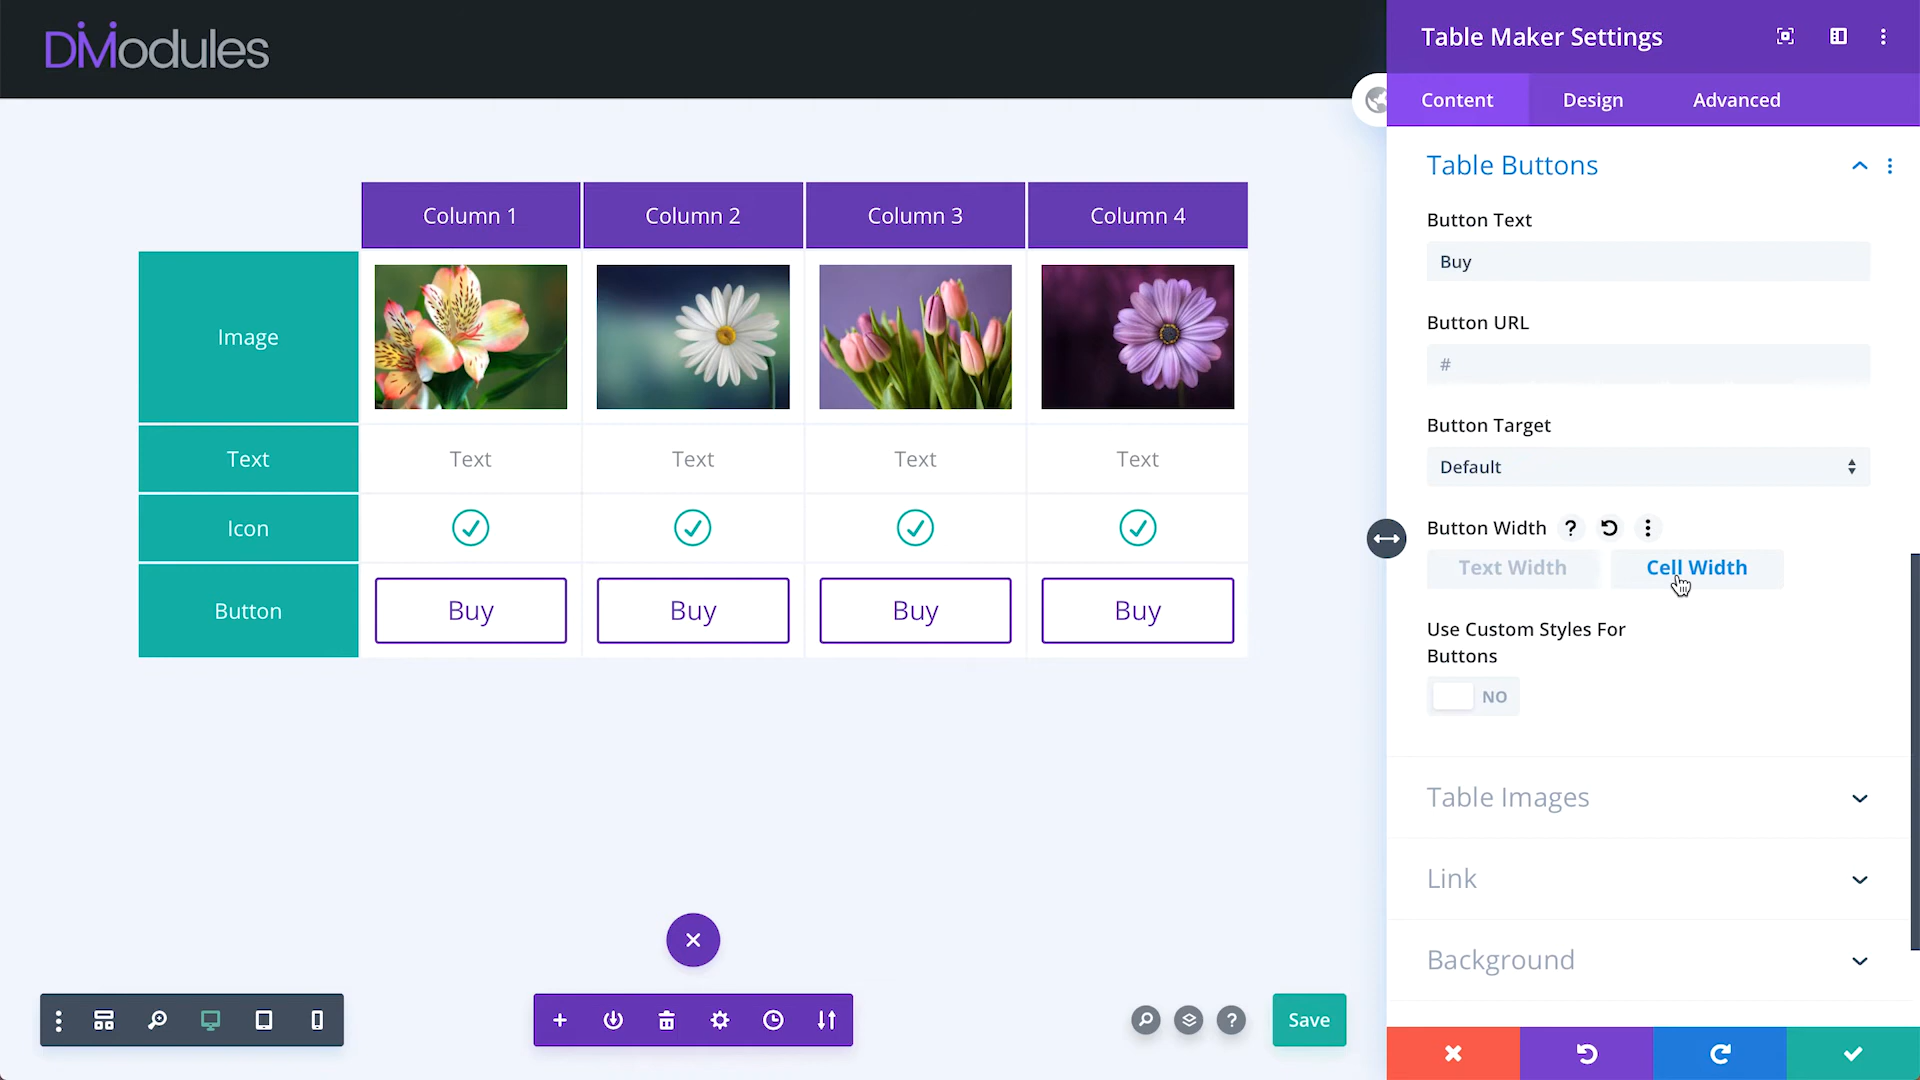 DiModules
Table Maker Settings
Content
Design
Advanced
Column 1
Column 2
Column 3
Column 4
Image
Text
Text
Text
Text
Text
Icon
Button
Buy
Buy
Buy
Buy
Table Buttons
Button Text
Buy
Button URL
#
Button Target
Default
Button Width ?
Text Width
Cell Width
Use Custom Styles For
Buttons
NO
Table Images
Link
Background
?
Save